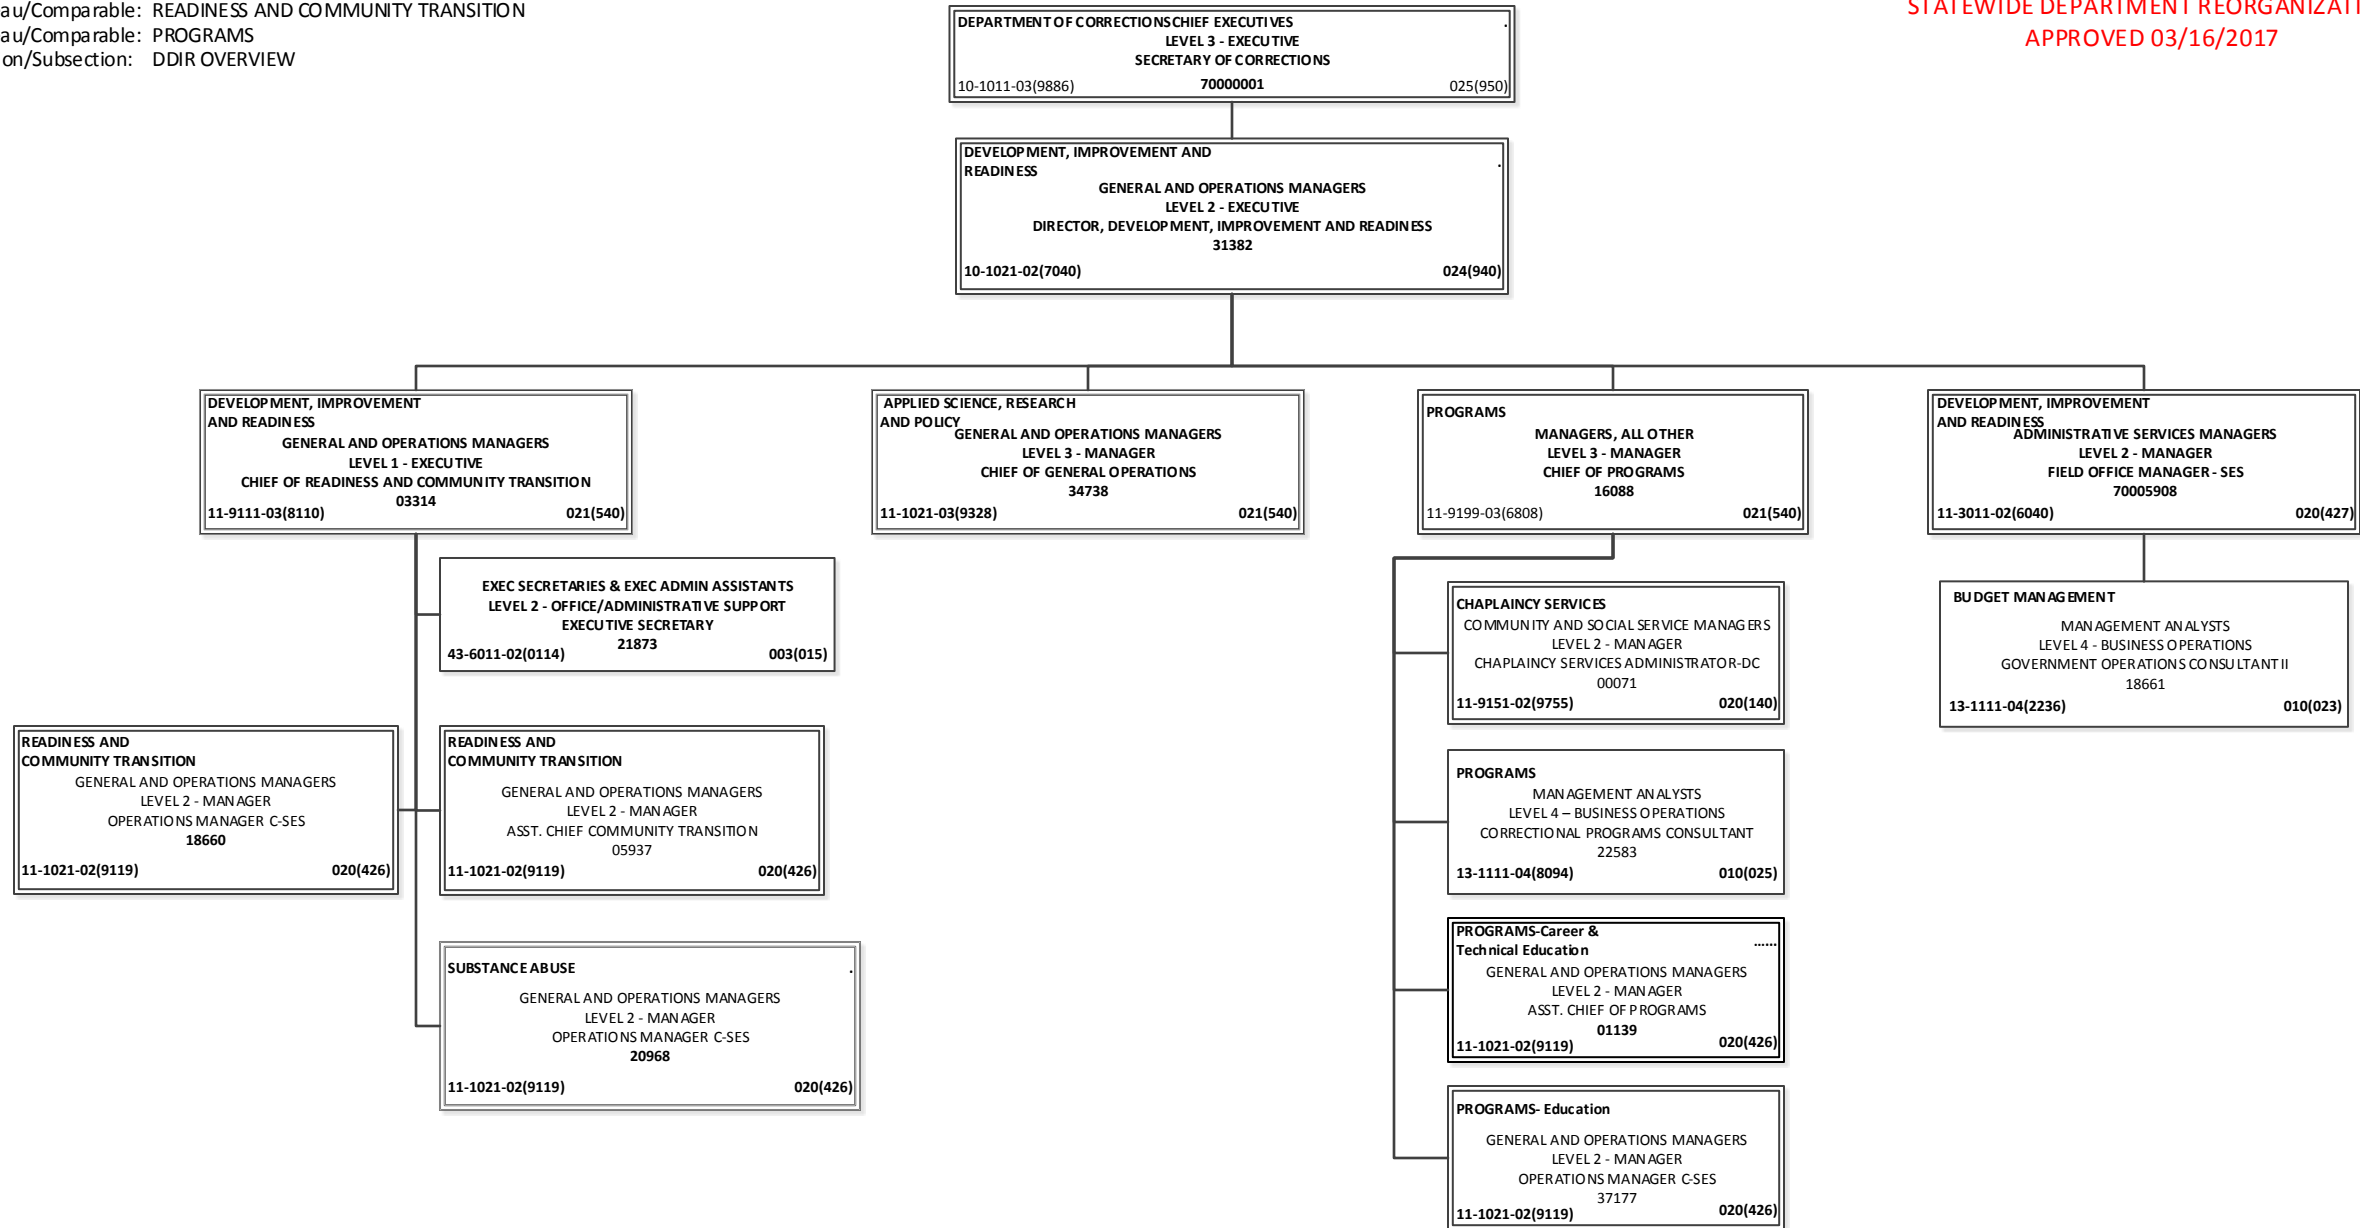 au/Comparable: READINESS AND COMMUNITY TRANSITION
au/Comparable: PROGRAMS
on/Subsection: DDIR OVERVIEW
STATEWIDE DEPARTMENT REORGANIZATI
APPROVED 03/16/2017
DEPARTMENT OF CORRECTIONSCHIEF EXECUTIVES .
LEVEL 3 - EXECUTIVE
SECRETARY OF CORRECTIONS
10-1011-03(9886) 70000001 025(950)
DEVELOPMENT, IMPROVEMENT AND
READINESS .
GENERAL AND OPERATIONS MANAGERS
LEVEL 2 - EXECUTIVE
DIRECTOR, DEVELOPMENT, IMPROVEMENT AND READINESS
31382
10-1021-02(7040) 024(940)
DEVELOPMENT, IMPROVEMENT
AND READINESS
GENERAL AND OPERATIONS MANAGERS
LEVEL 1 - EXECUTIVE
CHIEF OF READINESS AND COMMUNITY TRANSITION
03314
11-9111-03(8110) 021(540)
APPLIED SCIENCE, RESEARCH
AND POLICY
GENERAL AND OPERATIONS MANAGERS
LEVEL 3 - MANAGER
CHIEF OF GENERAL OPERATIONS
34738
11-1021-03(9328) 021(540)
PROGRAMS
MANAGERS, ALL OTHER
LEVEL 3 - MANAGER
CHIEF OF PROGRAMS
16088
11-9199-03(6808) 021(540)
DEVELOPMENT, IMPROVEMENT
AND READINESS
ADMINISTRATIVE SERVICES MANAGERS
LEVEL 2 - MANAGER
FIELD OFFICE MANAGER - SES
70005908
11-3011-02(6040) 020(427)
EXEC SECRETARIES & EXEC ADMIN ASSISTANTS
LEVEL 2 - OFFICE/ADMINISTRATIVE SUPPORT
EXECUTIVE SECRETARY
21873
43-6011-02(0114) 003(015)
READINESS AND
COMMUNITY TRANSITION
GENERAL AND OPERATIONS MANAGERS
LEVEL 2 - MANAGER
OPERATIONS MANAGER C-SES
18660
11-1021-02(9119) 020(426)
READINESS AND
COMMUNITY TRANSITION
GENERAL AND OPERATIONS MANAGERS
LEVEL 2 - MANAGER
ASST. CHIEF COMMUNITY TRANSITION
05937
11-1021-02(9119) 020(426)
SUBSTANCE ABUSE .
GENERAL AND OPERATIONS MANAGERS
LEVEL 2 - MANAGER
OPERATIONS MANAGER C-SES
20968
11-1021-02(9119) 020(426)
CHAPLAINCY SERVICES
COMMUNITY AND SOCIAL SERVICE MANAGERS
LEVEL 2 - MANAGER
CHAPLAINCY SERVICES ADMINISTRATOR-DC
00071
11-9151-02(9755) 020(140)
PROGRAMS
MANAGEMENT ANALYSTS
LEVEL 4 – BUSINESS OPERATIONS
CORRECTIONAL PROGRAMS CONSULTANT
22583
13-1111-04(8094) 010(025)
PROGRAMS-Career &
Technical Education ......
GENERAL AND OPERATIONS MANAGERS
LEVEL 2 - MANAGER
ASST. CHIEF OF PROGRAMS
01139
11-1021-02(9119) 020(426)
PROGRAMS- Education
GENERAL AND OPERATIONS MANAGERS
LEVEL 2 - MANAGER
OPERATIONS MANAGER C-SES
37177
11-1021-02(9119) 020(426)
BUDGET MANAGEMENT
MANAGEMENT ANALYSTS
LEVEL 4 - BUSINESS OPERATIONS
GOVERNMENT OPERATIONS CONSULTANT II
18661
13-1111-04(2236) 010(023)